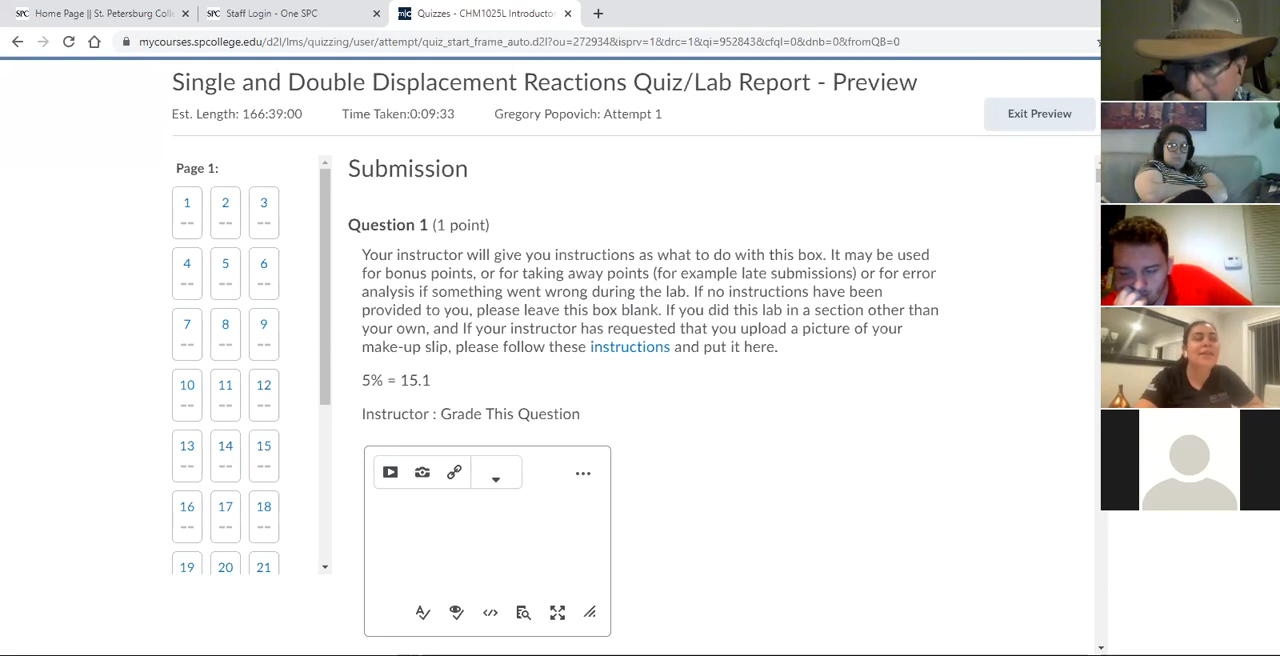 Home Page || St. Petersburg Colle
SPC Staff Login - One SPC
Quizzes - CHM1025L Introductor
mycourses.spcollege.edu/d2l/lms/quizzing/user/attempt/quiz_start_frame_auto.d2l?ou=272934&isprv=1&drc=1&qi=952843&cfql=0&dnb=0&fromQB=0
Single and Double Displacement Reactions Quiz/Lab Report - Preview
Est. Length: 166:39:00 Time Taken:0:09:33 Gregory Popovich: Attempt 1
Exit Preview
Page 1:
1 2 3
-- -- --
4 5 6
-- -- --
7 8 9
-- -- --
10 11 12
-- -- --
13 14 15
-- -- --
16 17 18
-- -- --
19 20 21
Submission
Question 1 (1 point)
Your instructor will give you instructions as what to do with this box. It may be used
for bonus points, or for taking away points (for example late submissions) or for error
analysis if something went wrong during the lab. If no instructions have been
provided to you, please leave this box blank. If you did this lab in a section other than
your own, and If your instructor has requested that you upload a picture of your
make-up slip, please follow these instructions and put it here.
5% = 15.1
Instructor : Grade This Question